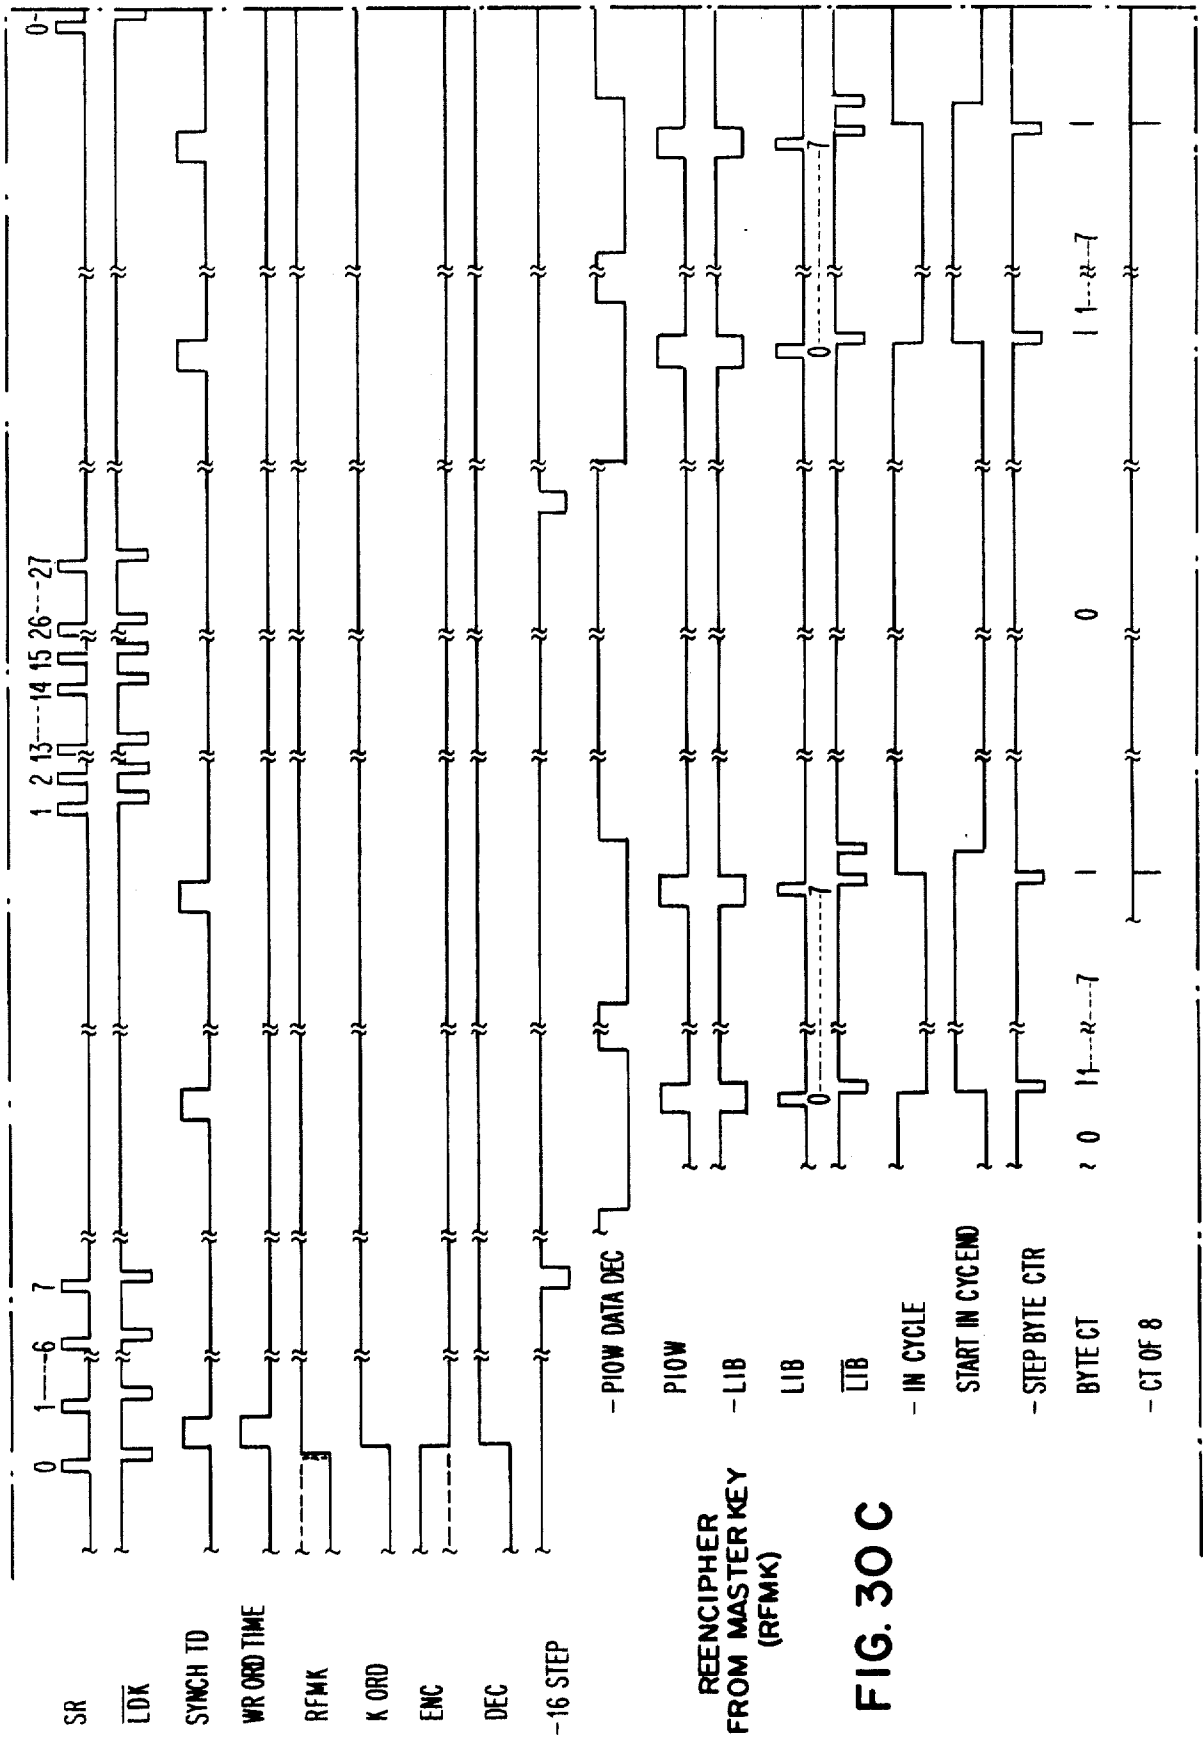 SR
0 1----6 7 1 2 13----14 15 26---27 0-
LDK
SYNCH TD
WR ORD TIME
RFMK
K ORD
ENC
DEC
-16 STEP
- PIOW DATA DEC
PIOW
- LIB
LIB
0--------7 0--------7
LIB
- IN CYCLE
START IN CYC END
- STEP BYTE CTR
BYTE CT
0 1----7 0 1----7
- CT OF 8
REENCIPHER
FROM MASTER KEY
(RFMK)
FIG. 30 C